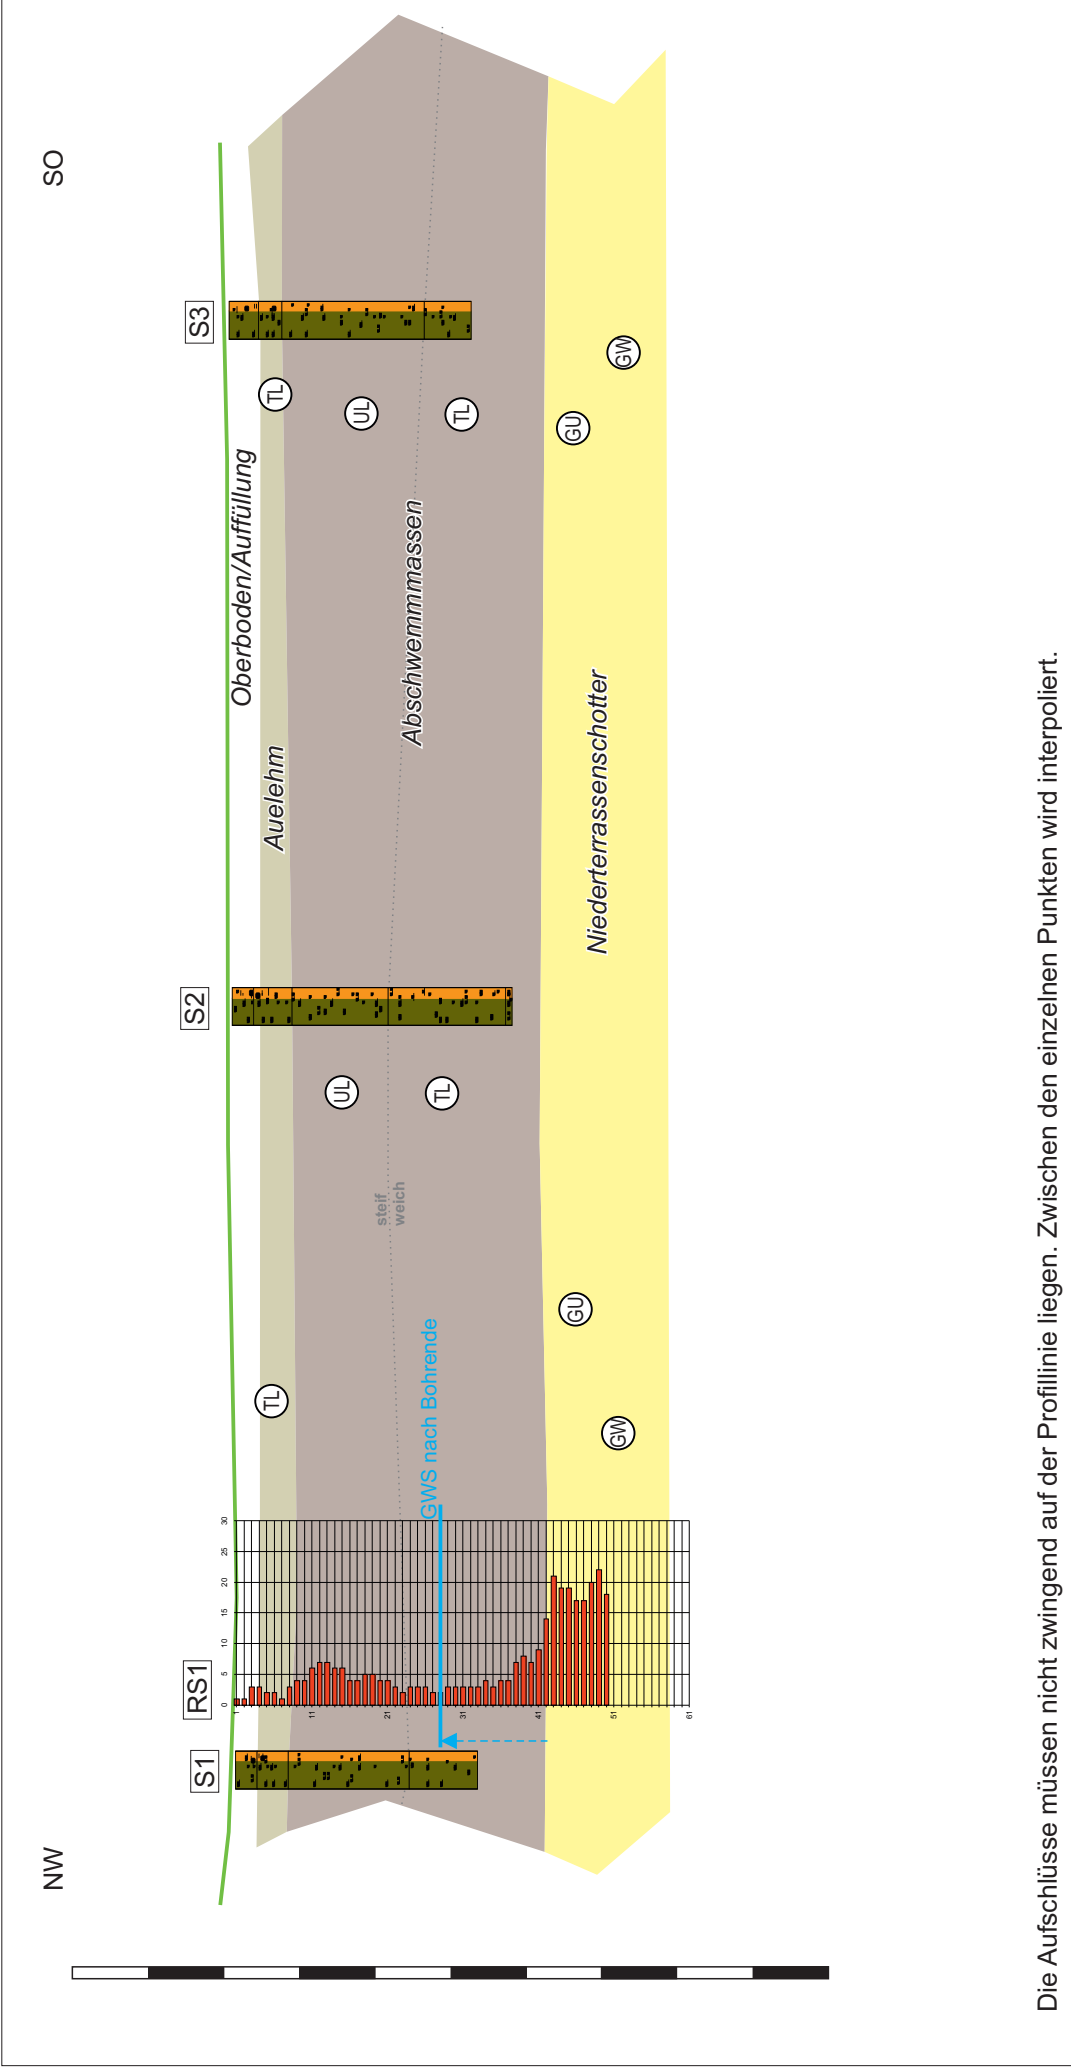 NW
SO
S1
RS1
S2
S3
0 5 10 15 20 25 30
1
11
21
31
41
51
61
Oberboden/Auffüllung
Auelehm
TL
TL
UL
UL
steif
weich
Abschwemmmassen
GWS nach Bohrende
TL
TL
Niederterrassenschotter
GU
GU
GW
GW
Die Aufschlüsse müssen nicht zwingend auf der Profillinie liegen. Zwischen den einzelnen Punkten wird interpoliert.